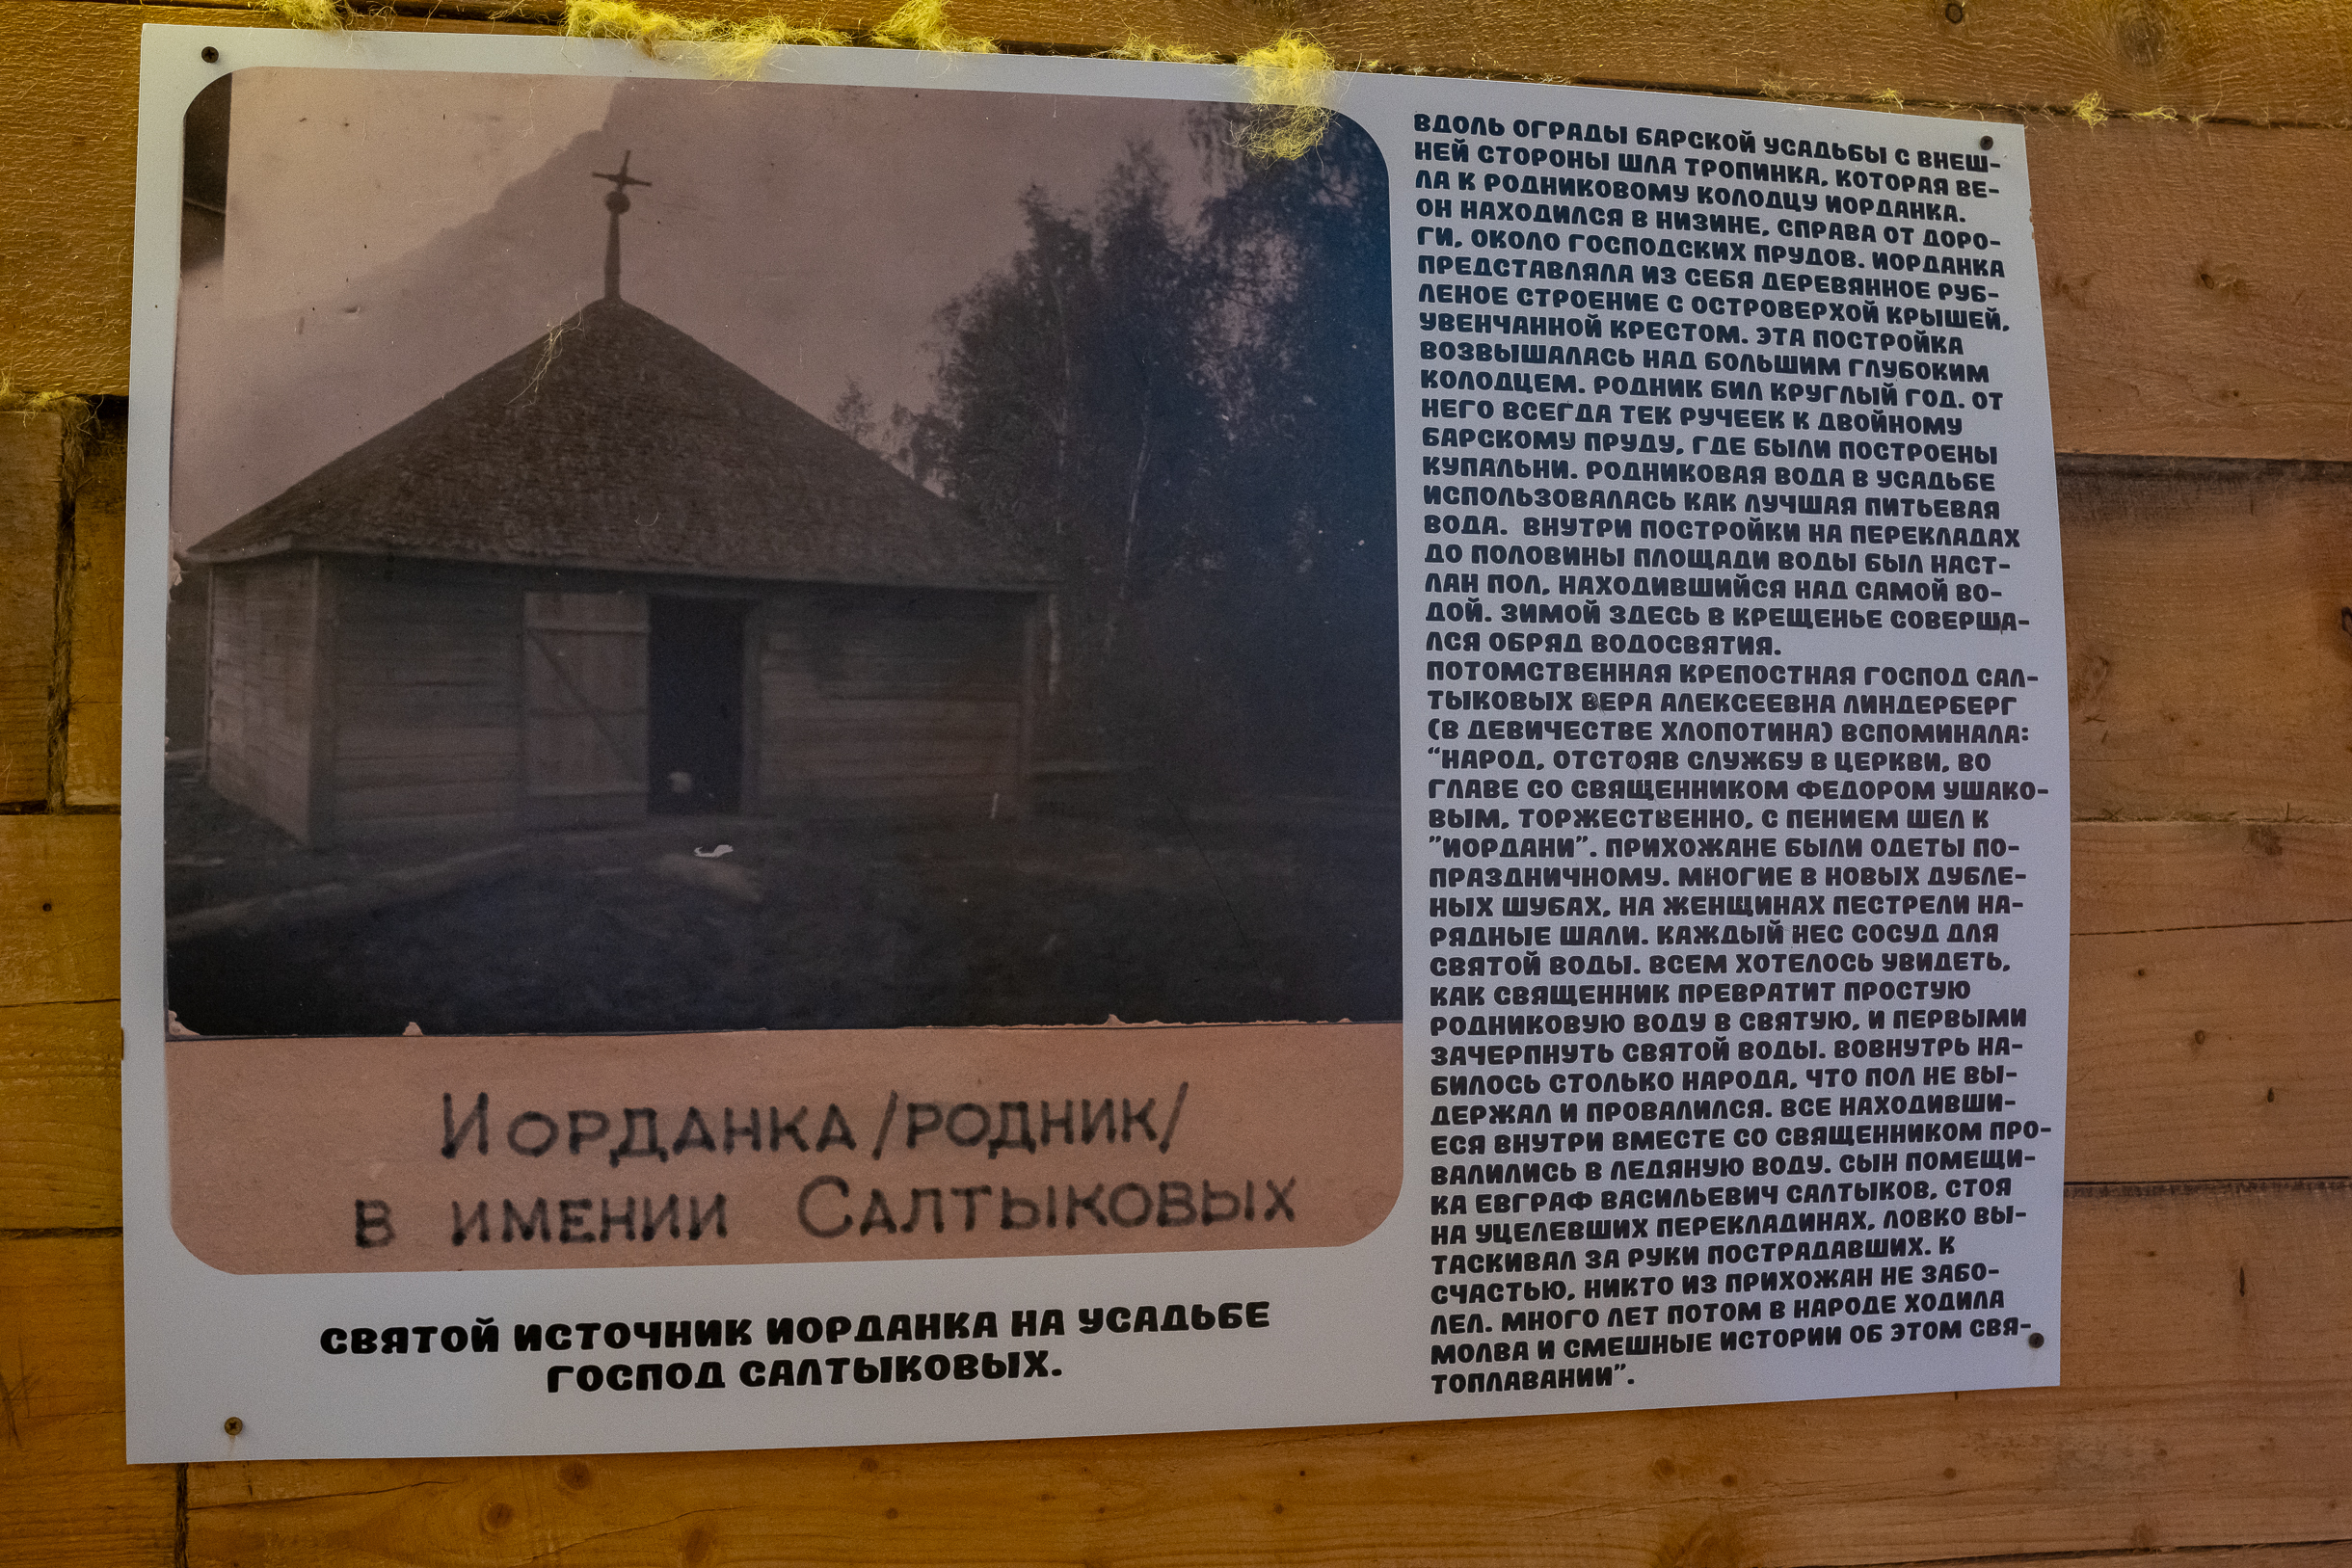 ИОРДАНКА /РОДНИК/
В ИМЕНИИ САЛТЫКОВЫХ
СВЯТОЙ ИСТОЧНИК ИОРДАНКА НА УСАДЬБЕ
ГОСПОД САЛТЫКОВЫХ.
ВДОЛЬ ОГРАДЫ БАРСКОЙ УСАДЬБЫ С ВНЕШ-
НЕЙ СТОРОНЫ ШЛА ТРОПИНКА, КОТОРАЯ ВЕ-
ЛА К РОДНИКОВОМУ КОЛОДЦУ ИОРДАНКА.
ОН НАХОДИЛСЯ В НИЗИНЕ, СПРАВА ОТ ДОРО-
ГИ, ОКОЛО ГОСПОДСКИХ ПРУДОВ. ИОРДАНКА
ПРЕДСТАВЛЯЛА ИЗ СЕБЯ ДЕРЕВЯННОЕ РУБ-
ЛЕНОЕ СТРОЕНИЕ С ОСТРОВЕРХОЙ КРЫШЕЙ,
УВЕНЧАННОЙ КРЕСТОМ. ЭТА ПОСТРОЙКА
ВОЗВЫШАЛАСЬ НАД БОЛЬШИМ ГЛУБОКИМ
КОЛОДЦЕМ. РОДНИК БИЛ КРУГЛЫЙ ГОД. ОТ
НЕГО ВСЕГДА ТЕК РУЧЕЕК К ДВОЙНОМУ
БАРСКОМУ ПРУДУ, ГДЕ БЫЛИ ПОСТРОЕНЫ
КУПАЛЬНИ. РОДНИКОВАЯ ВОДА В УСАДЬБЕ
ИСПОЛЬЗОВАЛАСЬ КАК ЛУЧШАЯ ПИТЬЕВАЯ
ВОДА. ВНУТРИ ПОСТРОЙКИ НА ПЕРЕКЛАДАХ
ДО ПОЛОВИНЫ ПЛОЩАДИ ВОДЫ БЫЛ НАСТ-
ЛАН ПОЛ, НАХОДИВШИЙСЯ НАД САМОЙ ВО-
ДОЙ. ЗИМОЙ ЗДЕСЬ В КРЕЩЕНЬЕ СОВЕРША-
ЛСЯ ОБРЯД ВОДОСВЯТИЯ.
ПОТОМСТВЕННАЯ КРЕПОСТНАЯ ГОСПОД САЛ-
ТЫКОВЫХ ВЕРА АЛЕКСЕЕВНА ЛИНДЕРБЕРГ
(В ДЕВИЧЕСТВЕ ХЛОПОТИНА) ВСПОМИНАЛА:
"НАРОД, ОТСТОЯВ СЛУЖБУ В ЦЕРКВИ, ВО
ГЛАВЕ СО СВЯЩЕННИКОМ ФЕДОРОМ УШАКО-
ВЫМ, ТОРЖЕСТВЕННО, С ПЕНИЕМ ШЕЛ К
"ИОРДАНИ". ПРИХОЖАНЕ БЫЛИ ОДЕТЫ ПО-
ПРАЗДНИЧНОМУ. МНОГИЕ В НОВЫХ ДУБЛЕ-
НЫХ ШУБАХ, НА ЖЕНЩИНАХ ПЕСТРЕЛИ НА-
РЯДНЫЕ ШАЛИ. КАЖДЫЙ НЕС СОСУД ДЛЯ
СВЯТОЙ ВОДЫ. ВСЕМ ХОТЕЛОСЬ УВИДЕТЬ,
КАК СВЯЩЕННИК ПРЕВРАТИТ ПРОСТУЮ
РОДНИКОВУЮ ВОДУ В СВЯТУЮ, И ПЕРВЫМИ
ЗАЧЕРПНУТЬ СВЯТОЙ ВОДЫ. ВОВНУТРЬ НА-
БИЛОСЬ СТОЛЬКО НАРОДА, ЧТО ПОЛ НЕ ВЫ-
ДЕРЖАЛ И ПРОВАЛИЛСЯ. ВСЕ НАХОДИВШИ-
ЕСЯ ВНУТРИ ВМЕСТЕ СО СВЯЩЕННИКОМ ПРО-
ВАЛИЛИСЬ В ЛЕДЯНУЮ ВОДУ. СЫН ПОМЕЩИ-
КА ЕВГРАФ ВАСИЛЬЕВИЧ САЛТЫКОВ, СТОЯ
НА УЦЕЛЕВШИХ ПЕРЕКЛАДИНАХ, ЛОВКО ВЫ-
ТАСКИВАЛ ЗА РУКИ ПОСТРАДАВШИХ. К
СЧАСТЬЮ, НИКТО ИЗ ПРИХОЖАН НЕ ЗАБО-
ЛЕЛ. МНОГО ЛЕТ ПОТОМ В НАРОДЕ ХОДИЛА
МОЛВА И СМЕШНЫЕ ИСТОРИИ ОБ ЭТОМ СВЯ-
ТОПЛАВАНИИ".